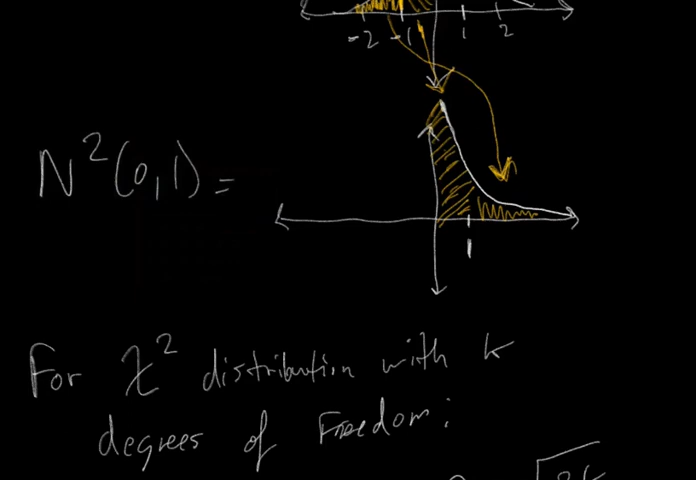 -2 -1 1 2
N²(0,1) =
1
For χ² distribution with k
degrees of Freedom: